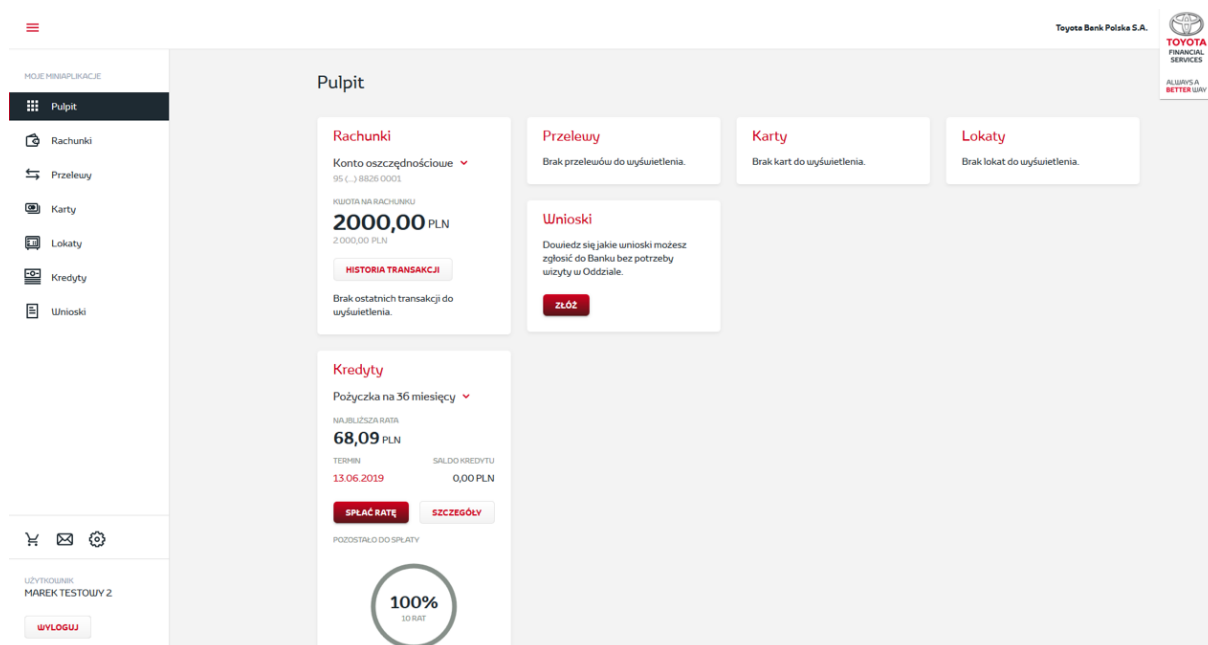 Toyota Bank Polska S.A.
TOYOTA
FINANCIAL
SERVICES
ALWAYS A
BETTER WAY
MOJE MINIAPLIKACJE
Pulpit
Rachunki
Przelewy
Karty
Lokaty
Kredyty
Wnioski
UŻYTKOWNIK
MAREK TESTOWY 2
WYLOGUJ
Pulpit
Rachunki
Konto oszczędnościowe
95 (...) 8826 0001
KWOTA NA RACHUNKU
2000,00 PLN
2 000,00 PLN
HISTORIA TRANSAKCJI
Brak ostatnich transakcji do
wyświetlenia.
Przelewy
Brak przelewów do wyświetlenia.
Karty
Brak kart do wyświetlenia.
Lokaty
Brak lokat do wyświetlenia.
Wnioski
Dowiedz się jakie wnioski możesz
zgłosić do Banku bez potrzeby
wizyty w Oddziale.
ZŁÓŻ
Kredyty
Pożyczka na 36 miesięcy
NAJBLIŻSZA RATA
68,09 PLN
TERMIN SALDO KREDYTU
13.06.2019 0,00 PLN
SPŁAĆ RATĘ SZCZEGÓŁY
POZOSTAŁO DO SPŁATY
100%
10 RAT